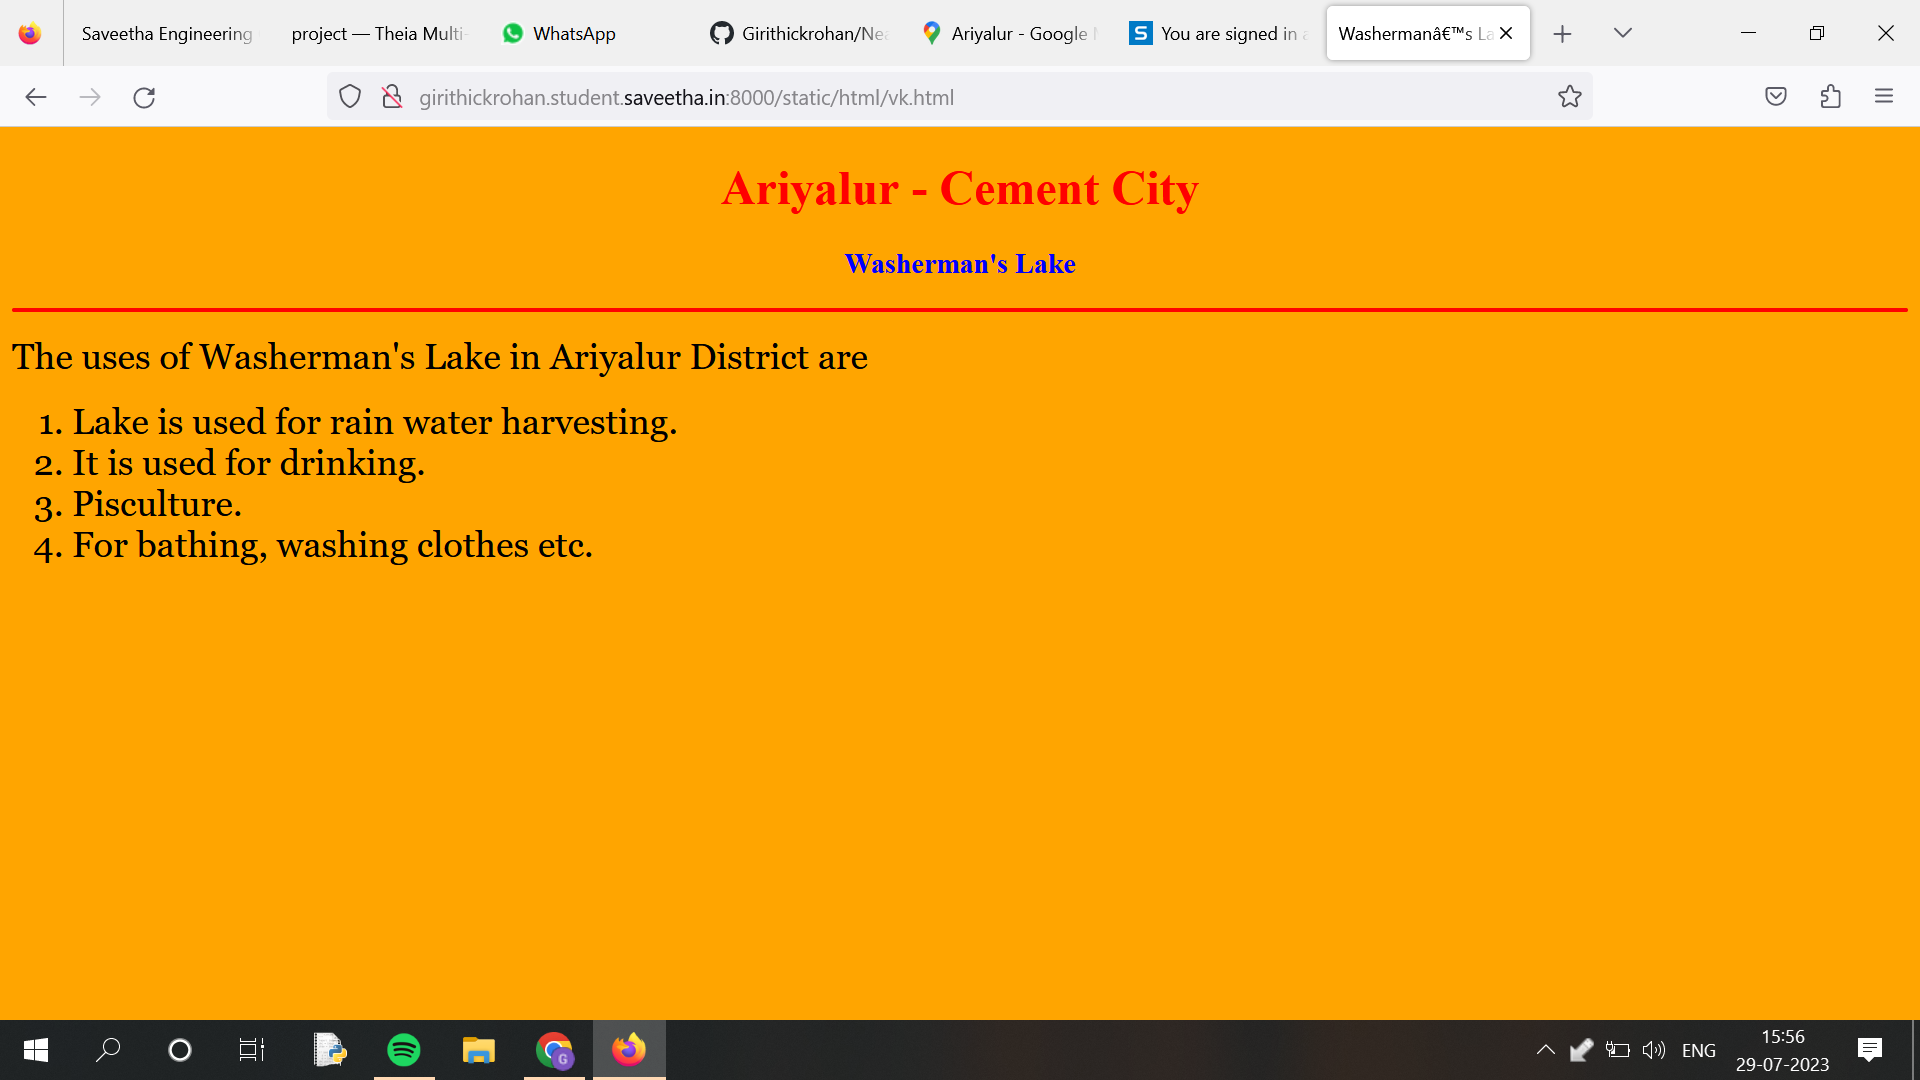 Saveetha Engineering
project — Theia Multi-
WhatsApp
Girithickrohan/Nea
Ariyalur - Google
You are signed in a
Washermanâ€™s La
girithickrohan.student.saveetha.in:8000/static/html/vk.html
Ariyalur - Cement City
Washerman's Lake
The uses of Washerman's Lake in Ariyalur District are
1. Lake is used for rain water harvesting.
2. It is used for drinking.
3. Pisculture.
4. For bathing, washing clothes etc.
G
ENG
15:56
29-07-2023